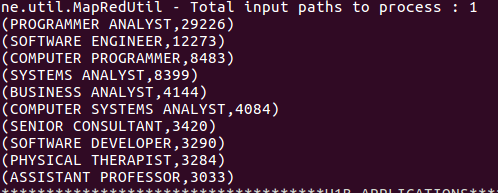 ne.util.MapRedUtil - Total input paths to process : 1
(PROGRAMMER ANALYST,29226)
(SOFTWARE ENGINEER,12273)
(COMPUTER PROGRAMMER,8483)
(SYSTEMS ANALYST,8399)
(BUSINESS ANALYST,4144)
(COMPUTER SYSTEMS ANALYST,4084)
(SENIOR CONSULTANT,3420)
(SOFTWARE DEVELOPER,3290)
(PHYSICAL THERAPIST,3284)
(ASSISTANT PROFESSOR,3033)
************************************H1B APPLICATIONS****